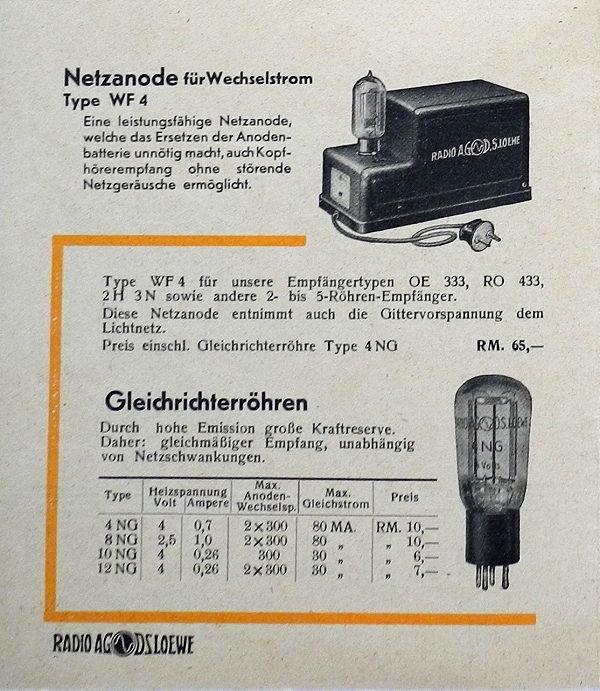 Netzanode für Wechselstrom
Type WF 4
Eine leistungsfähige Netzanode,
welche das Ersetzen der Anoden-
batterie unnötig macht, auch Kopf-
hörerempfang ohne störende
Netzgeräusche ermöglicht.
RADIO AG D.S. LOEWE
Type WF 4 für unsere Empfängertypen OE 333, RO 433,
2 H 3 N sowie andere 2- bis 5-Röhren-Empfänger.
Diese Netzanode entnimmt auch die Gittervorspannung dem
Lichtnetz.
Preis einschl. Gleichrichterröhre Type 4 NG RM. 65,—
Gleichrichterröhren
Durch hohe Emission große Kraftreserve.
Daher: gleichmäßiger Empfang, unabhängig
von Netzschwankungen.
RADIO AG D.S. LOEWE
4 NG
4 Volts
Type Heizspannung Volt Ampere Max. Anoden-Wechselsp. Max. Gleichstrom Preis
4 NG 4 0,7 2×300 80 MA. RM. 10,—
8 NG 2,5 1,0 2×300 80 „ „ 10,—
10 NG 4 0,26 300 30 „ „ 6,—
12 NG 4 0,26 2×300 30 „ „ 7,—
RADIO AG D.S. LOEWE